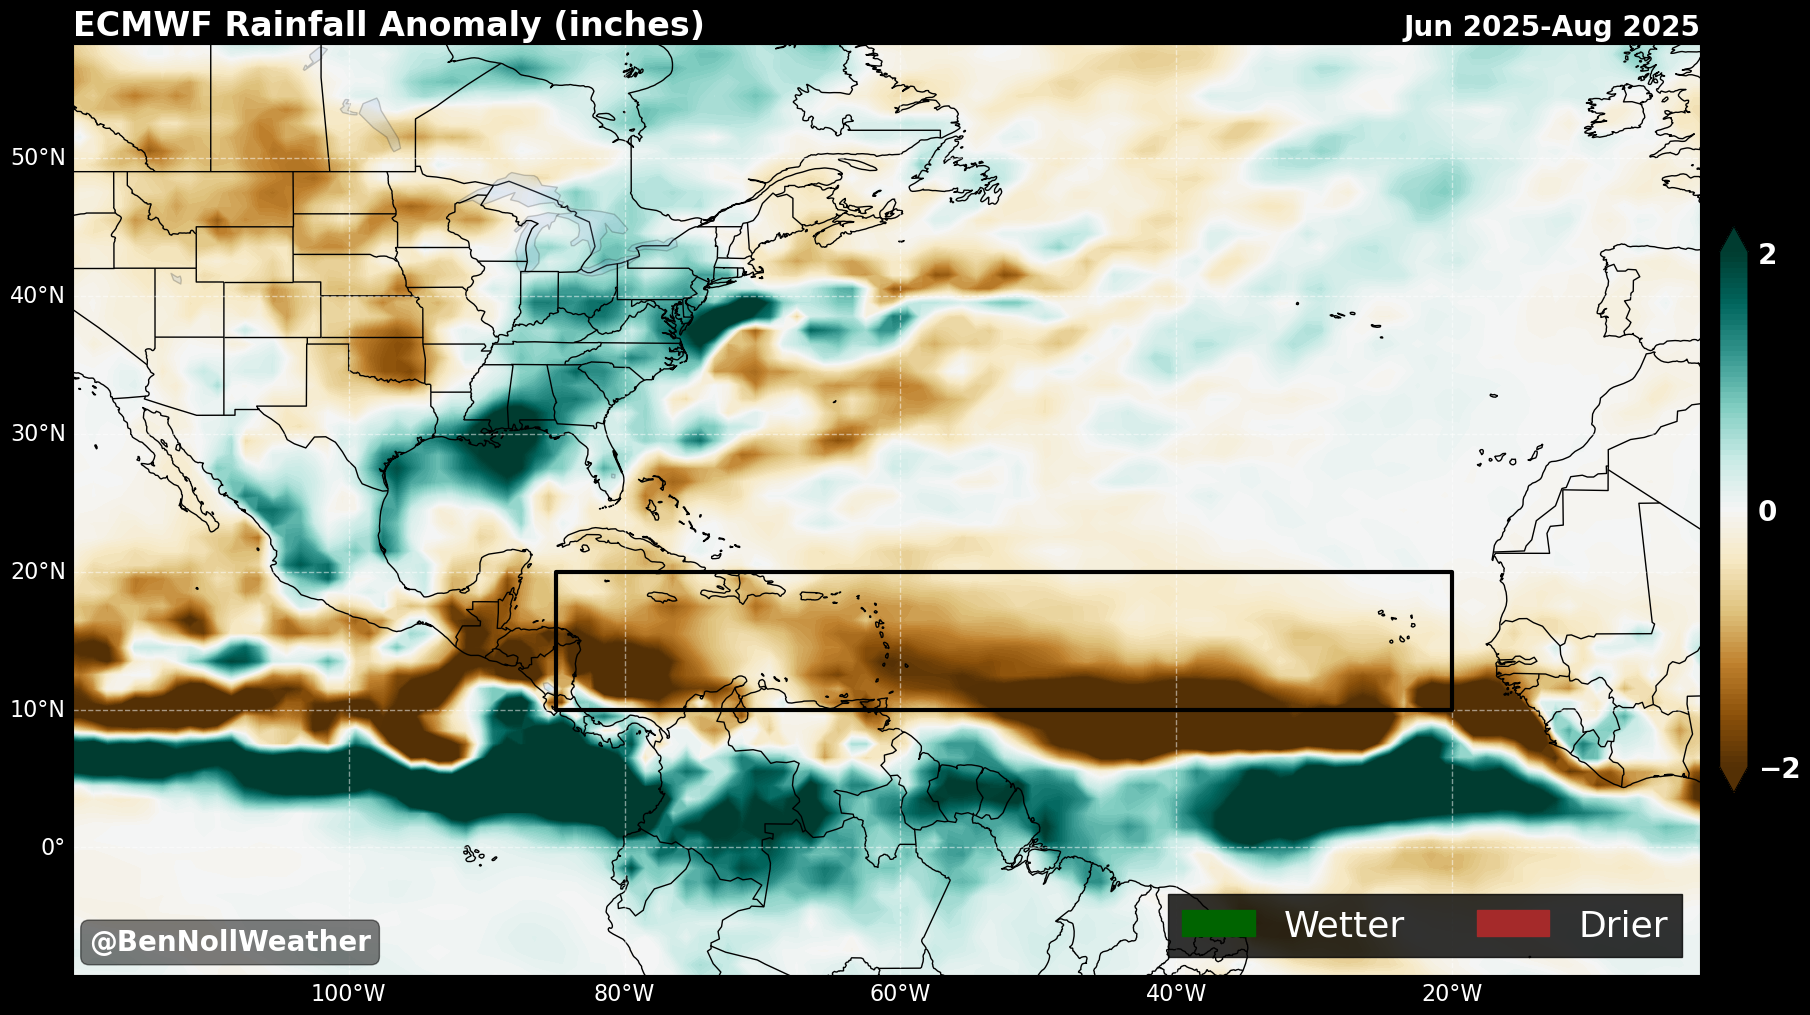 ECMWF Rainfall Anomaly (inches)
Jun 2025-Aug 2025
50°N
40°N
30°N
20°N
10°N
0°
2
0
−2
@BenNollWeather
Wetter
Drier
100°W
80°W
60°W
40°W
20°W